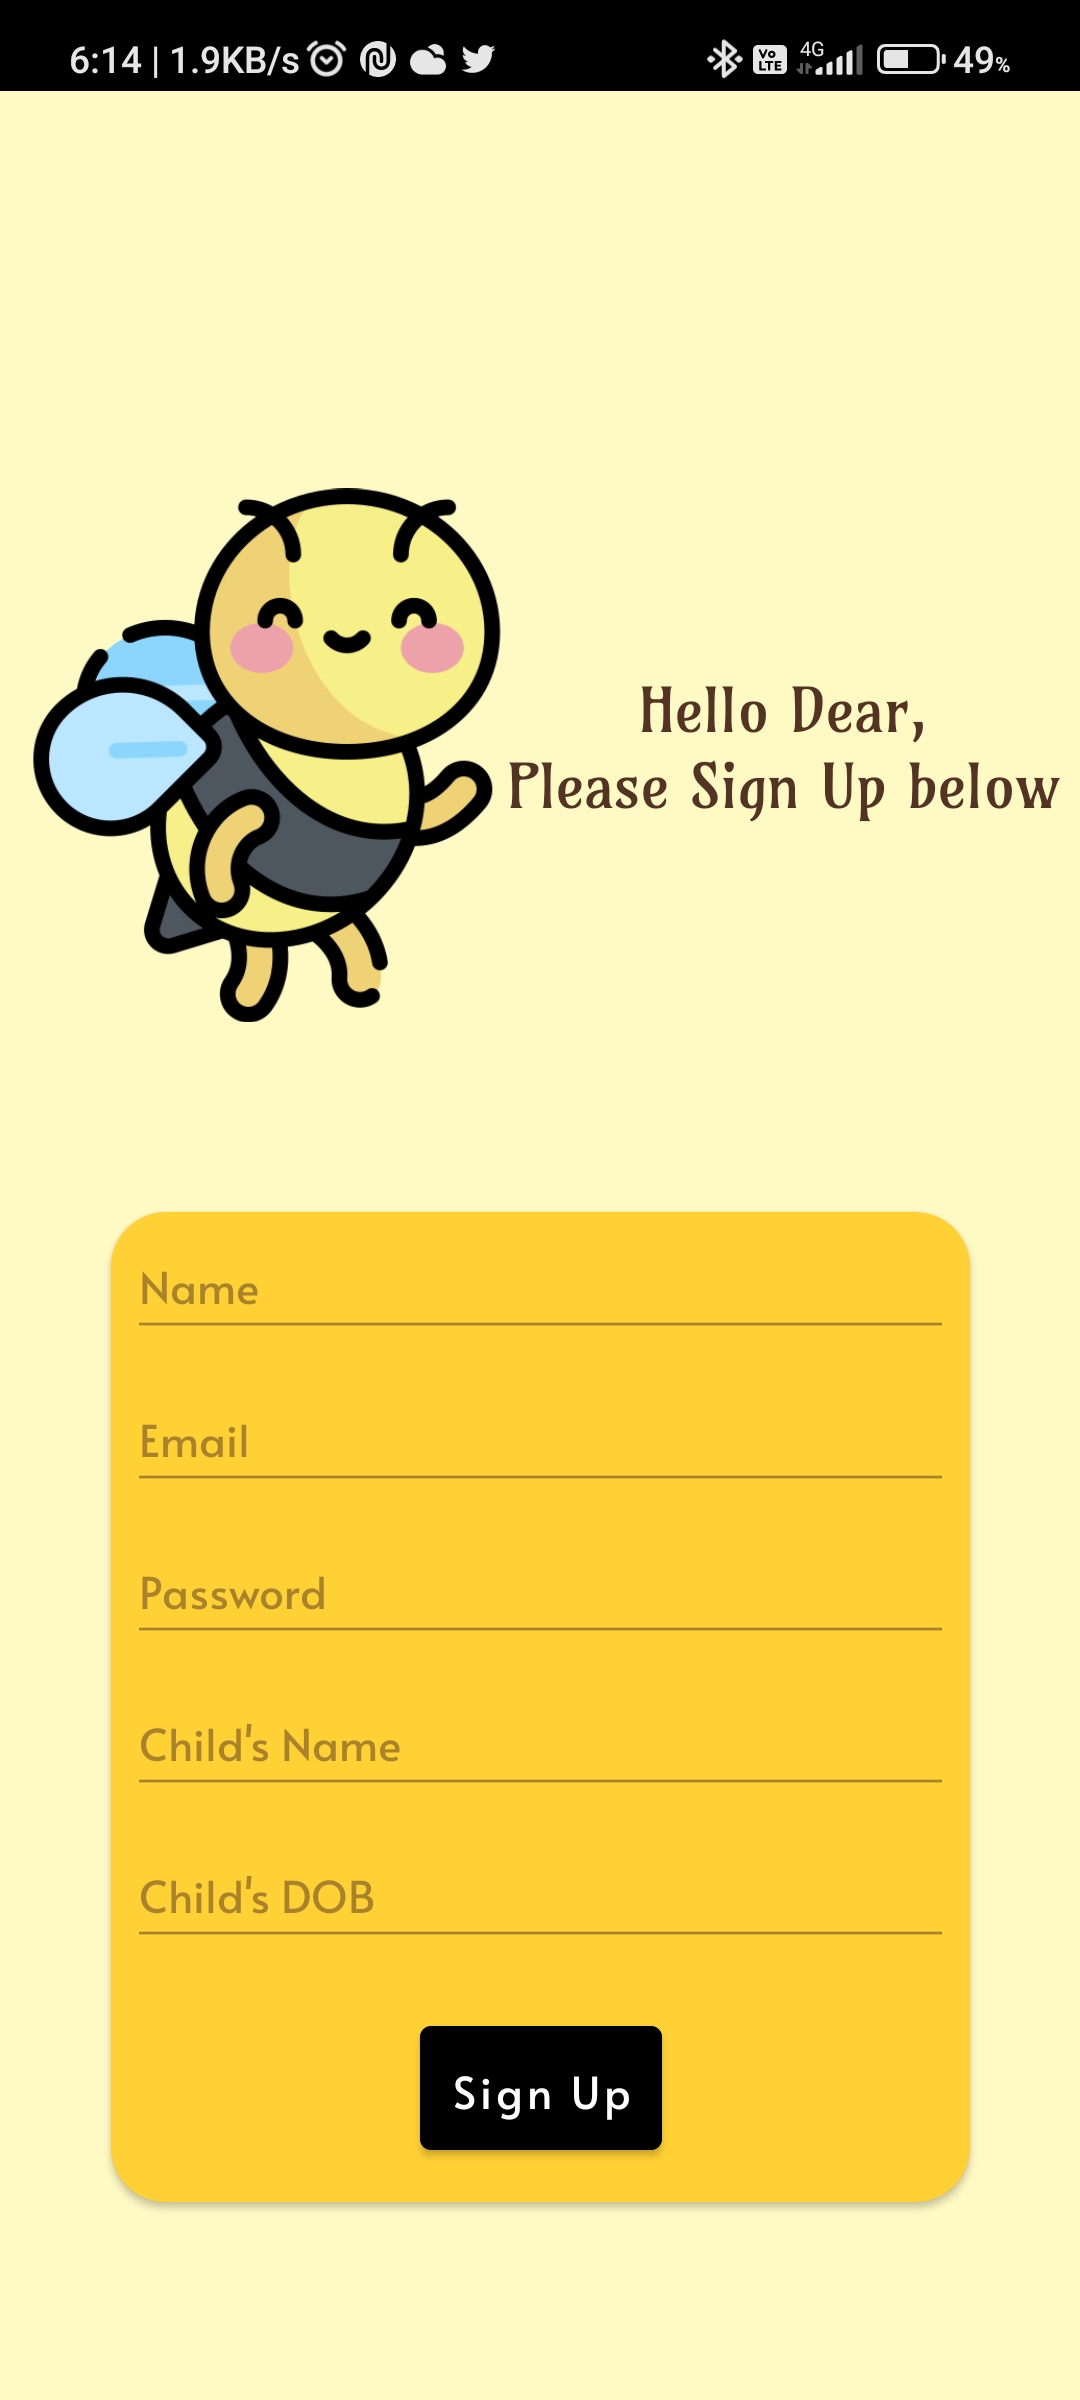 6:14 | 1.9KB/s
Vo LTE 4G 49%
Hello Dear,
Please Sign Up below
Name
Email
Password
Child's Name
Child's DOB
Sign Up